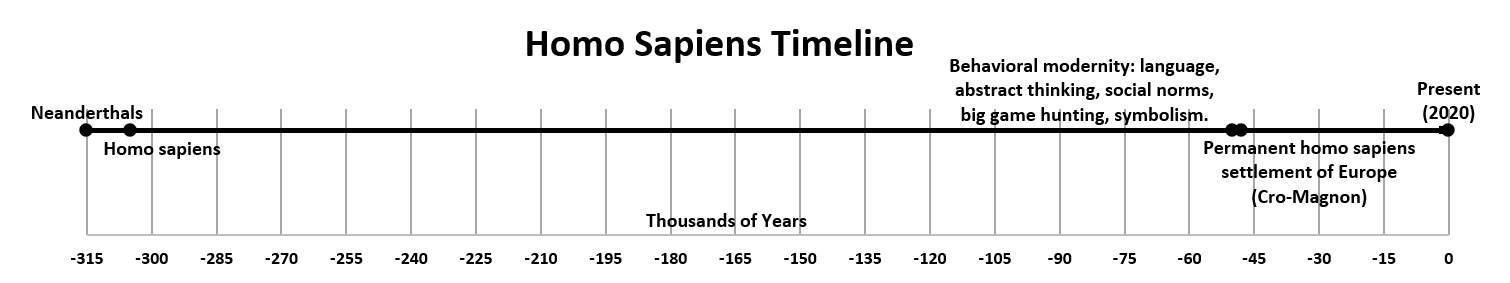 Homo Sapiens Timeline
Behavioral modernity: language,
abstract thinking, social norms,
big game hunting, symbolism.
Present
(2020)
Neanderthals
Homo sapiens
Permanent homo sapiens
settlement of Europe
(Cro-Magnon)
Thousands of Years
-315 -300 -285 -270 -255 -240 -225 -210 -195 -180 -165 -150 -135 -120 -105 -90 -75 -60 -45 -30 -15 0